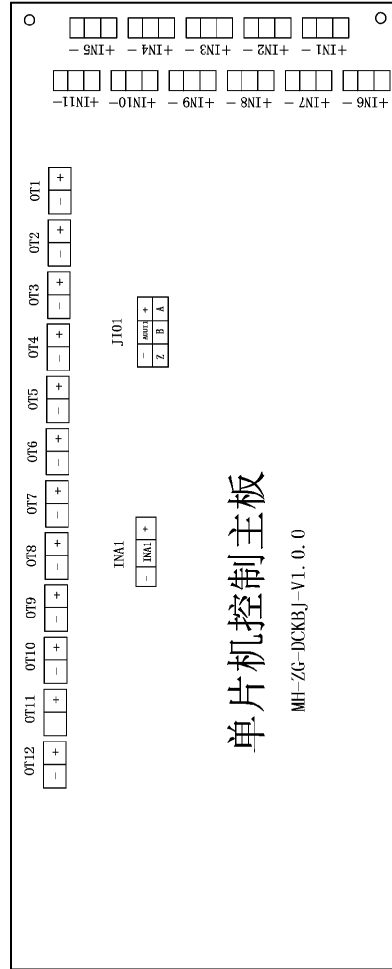 +IN1 -
+IN2 -
+IN3 -
+IN4 -
+IN5 -
+IN6 -
+IN7 -
+IN8 -
+IN9 -
+IN10-
+IN11-
OT1
- +
OT2
- +
OT3
- +
OT4
- +
OT5
- +
OT6
- +
OT7
- +
OT8
- +
OT9
- +
OT10
- +
OT11
+
OT12
- +
JIO1
- AOUT1 +
Z B A
INA1
- INA1 +
单片机控制主板
MH-ZG-DCKBJ-V1.0.0